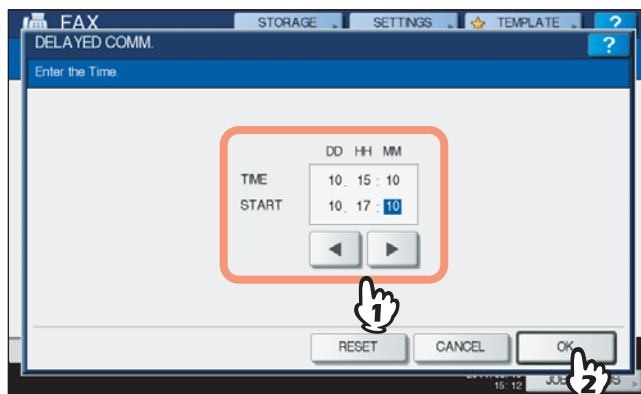 FAX STORAGE SETTINGS TEMPLATE ?
DELAYED COMM. ?
Enter the Time.
DD HH MM
TIME 10. 15 : 10
START 10. 17 : 10
1
RESET CANCEL OK
2
15:12